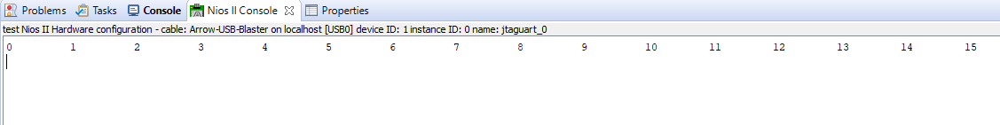 Problems Tasks Console Nios II Console Properties
test Nios II Hardware configuration - cable: Arrow-USB-Blaster on localhost [USB0] device ID: 1 instance ID: 0 name: jtaguart_0
0 1 2 3 4 5 6 7 8 9 10 11 12 13 14 15